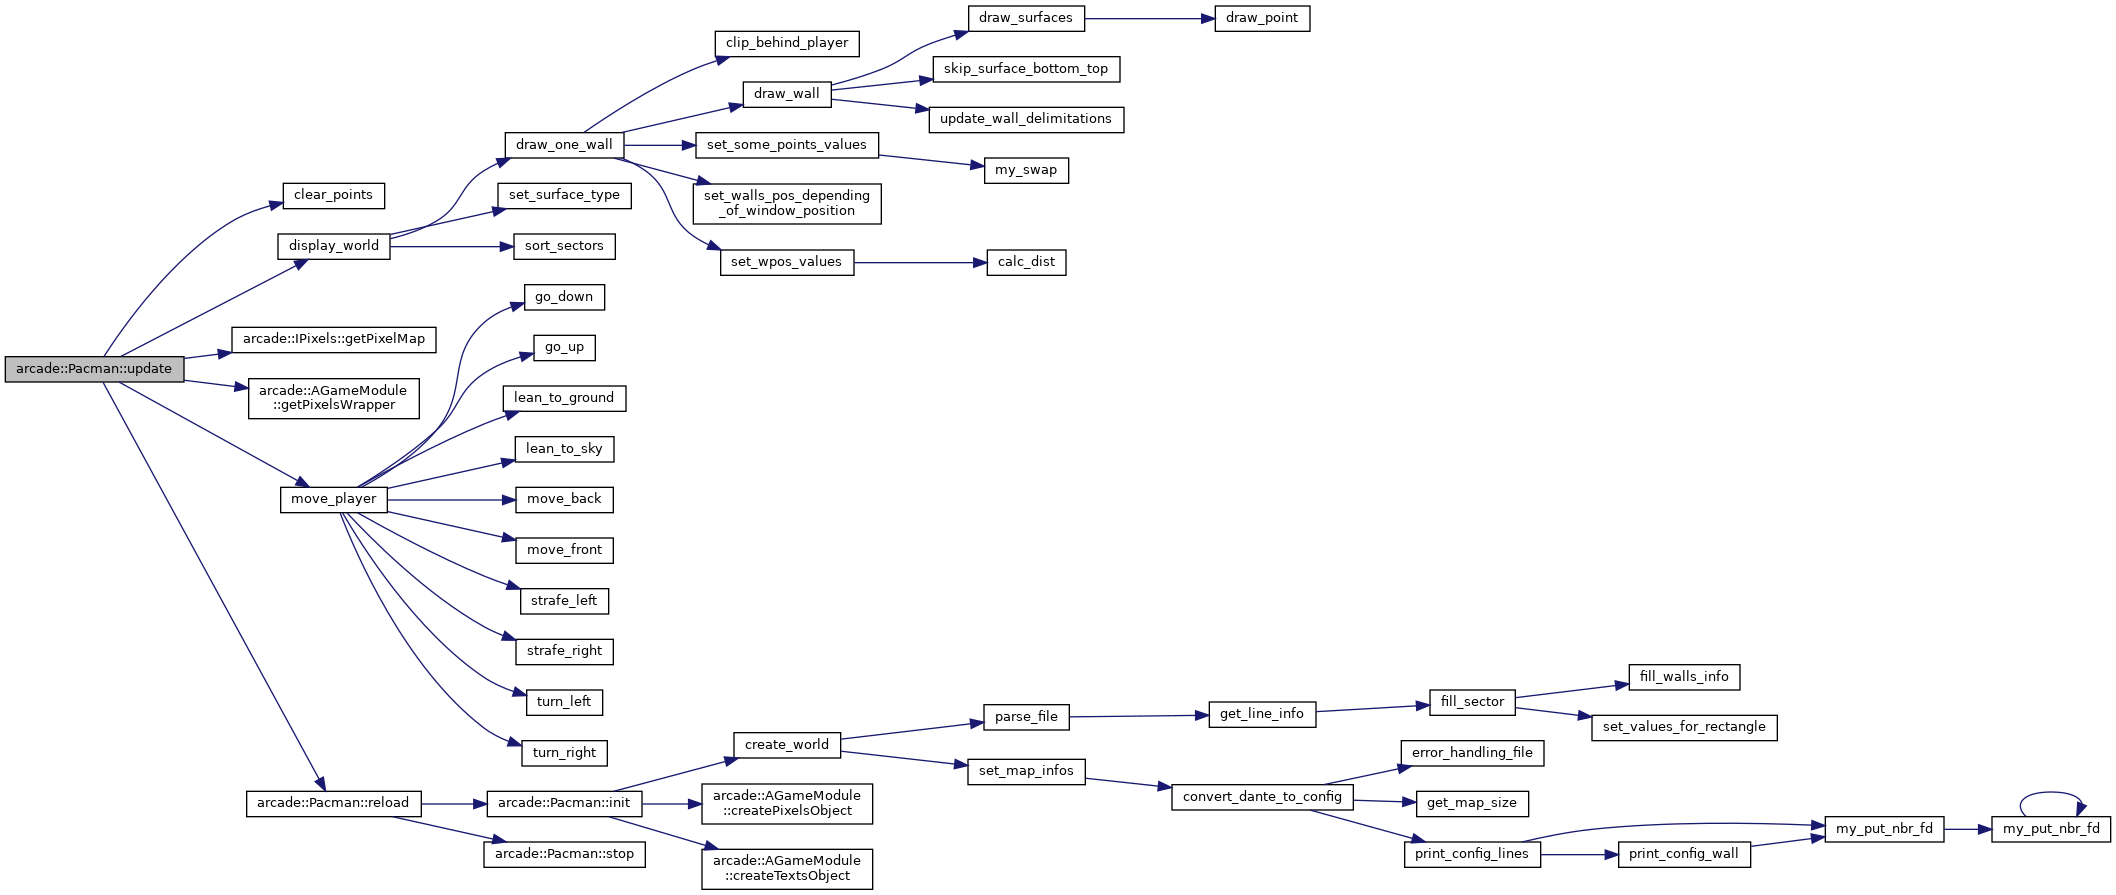 draw_surfaces
draw_point
clip_behind_player
skip_surface_bottom_top
draw_wall
update_wall_delimitations
draw_one_wall
set_some_points_values
my_swap
clear_points
set_surface_type
set_walls_pos_depending
_of_window_position
display_world
sort_sectors
set_wpos_values
calc_dist
go_down
arcade::IPixels::getPixelMap
go_up
arcade::Pacman::update
arcade::AGameModule
::getPixelsWrapper
lean_to_ground
lean_to_sky
move_player
move_back
move_front
strafe_left
strafe_right
turn_left
turn_right
fill_walls_info
parse_file
get_line_info
fill_sector
set_values_for_rectangle
create_world
error_handling_file
set_map_infos
arcade::Pacman::reload
arcade::Pacman::init
arcade::AGameModule
::createPixelsObject
convert_dante_to_config
get_map_size
my_put_nbr_fd
my_put_nbr_fd
arcade::Pacman::stop
arcade::AGameModule
::createTextsObject
print_config_lines
print_config_wall